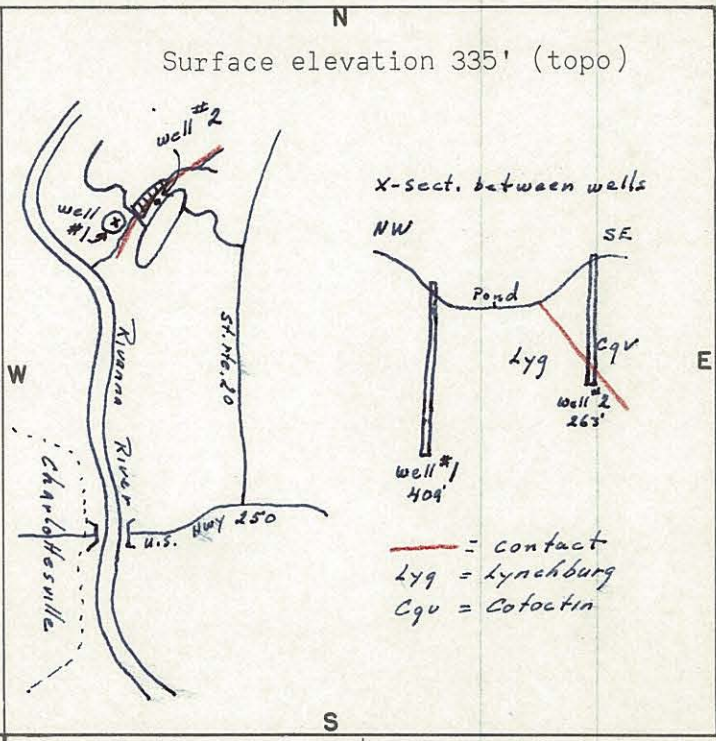 N
Surface elevation 335' (topo)
well #2
well #1
X-sect. between wells
NW
SE
Pond
Lyg
Cgv
well #2
263'
well #1
409'
W
E
Rivanna River
St. Rte. 20
Charlottesville
U.S. Hwy 250
= contact
Lyg = Lynchburg
Cgv = Catoctin
S